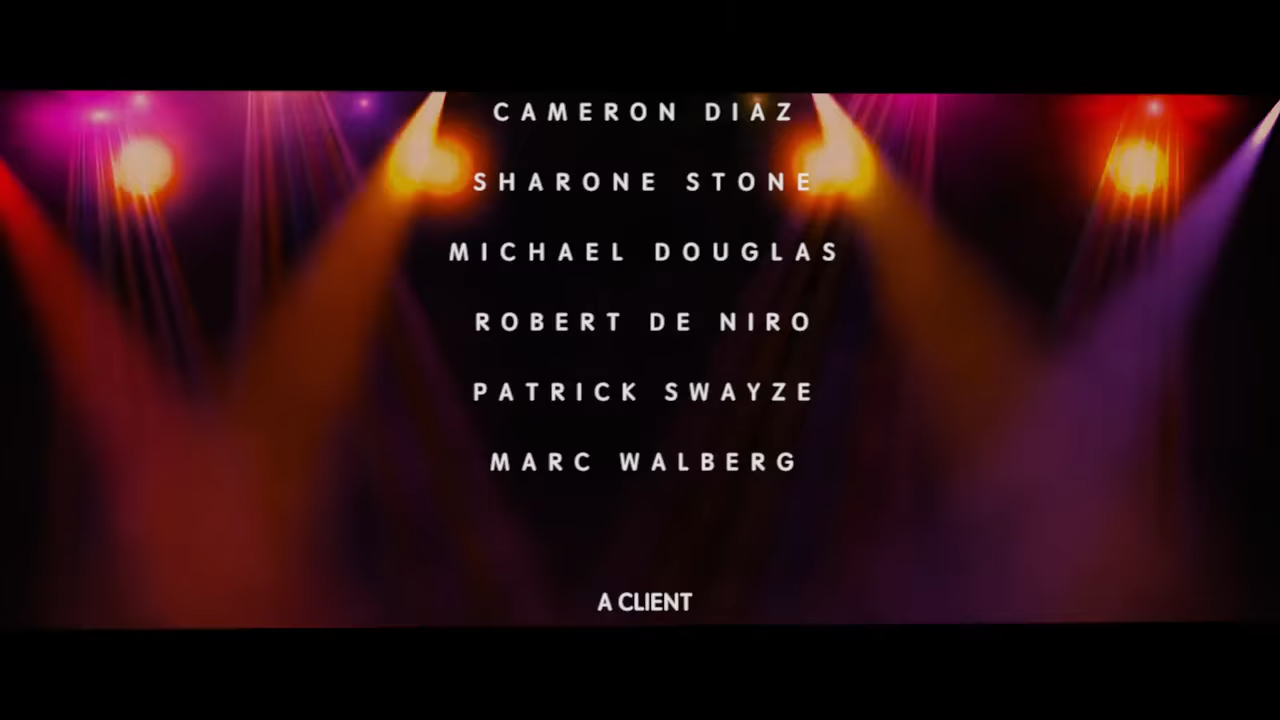 CAMERON DIAZ
SHARONE STONE
MICHAEL DOUGLAS
ROBERT DE NIRO
PATRICK SWAYZE
MARC WALBERG
A CLIENT